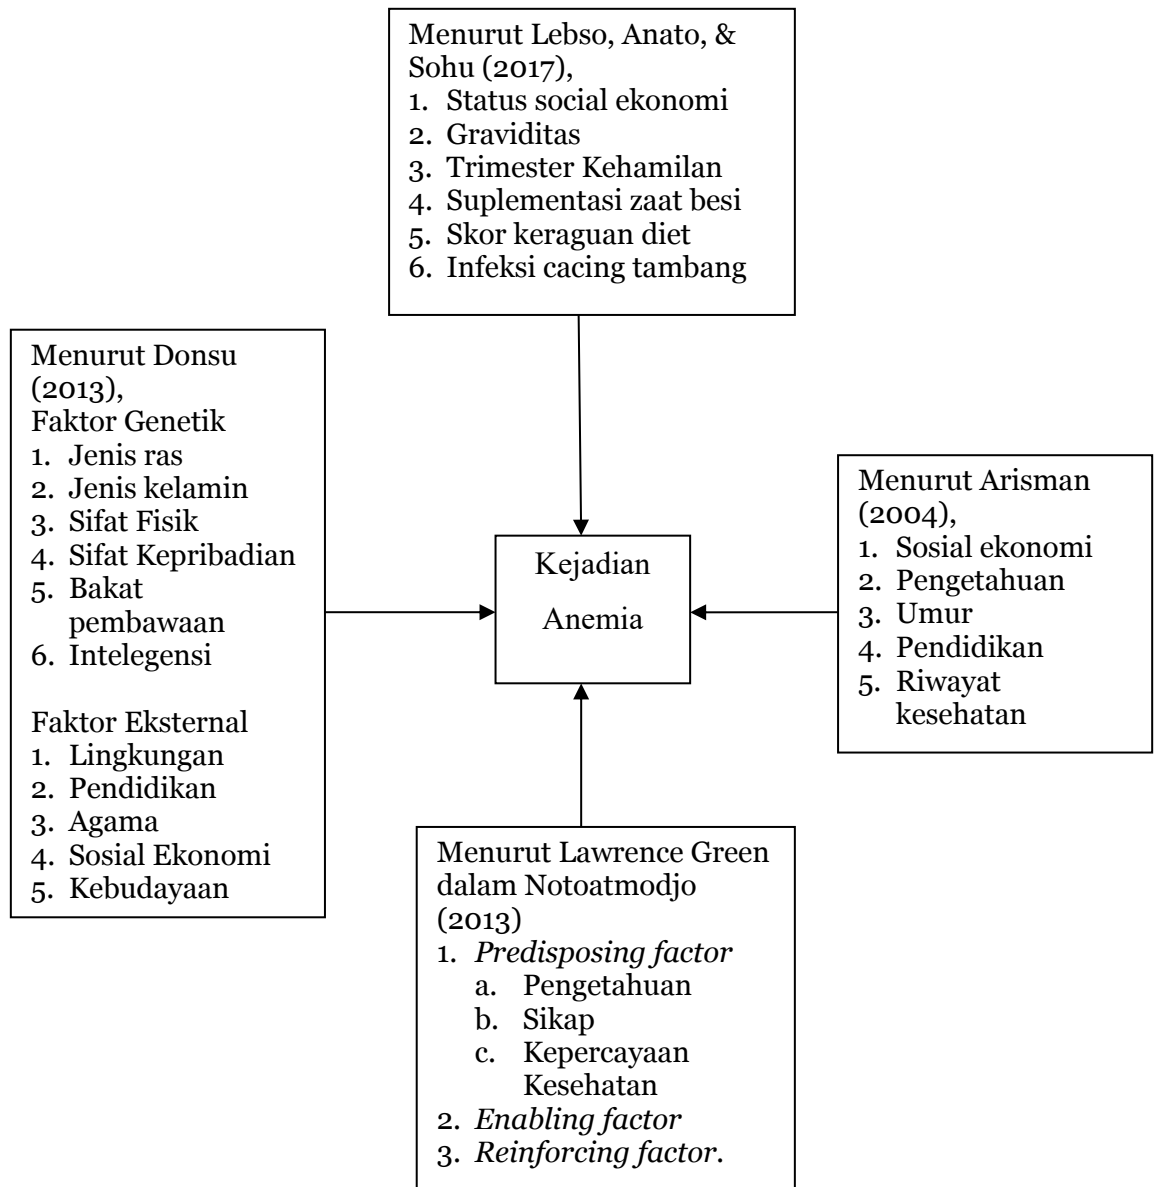 Menurut Lebso, Anato, &
Sohu (2017),
1. Status social ekonomi
2. Graviditas
3. Trimester Kehamilan
4. Suplementasi zaat besi
5. Skor keraguan diet
6. Infeksi cacing tambang
Menurut Donsu
(2013),
Faktor Genetik
1. Jenis ras
2. Jenis kelamin
3. Sifat Fisik
4. Sifat Kepribadian
5. Bakat
pembawaan
6. Intelegensi
Faktor Eksternal
1. Lingkungan
2. Pendidikan
3. Agama
4. Sosial Ekonomi
5. Kebudayaan
Kejadian
Anemia
Menurut Arisman
(2004),
1. Sosial ekonomi
2. Pengetahuan
3. Umur
4. Pendidikan
5. Riwayat
kesehatan
Menurut Lawrence Green
dalam Notoatmodjo
(2013)
1. Predisposing factor
a. Pengetahuan
b. Sikap
c. Kepercayaan
Kesehatan
2. Enabling factor
3. Reinforcing factor.